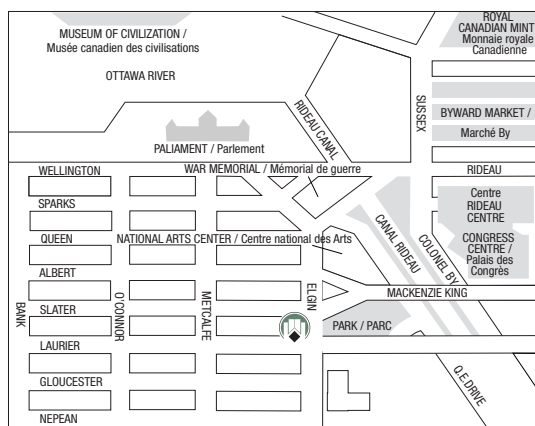 MUSEUM OF CIVILIZATION /
Musée canadien des civilisations
OTTAWA RIVER
ROYAL
CANADIAN MINT
Monnaie royale
Canadienne
SUSSEX
BYWARD MARKET /
Marché By
RIDEAU CANAL
PALIAMENT / Parlement
WAR MEMORIAL / Mémorial de guerre
WELLINGTON
RIDEAU
SPARKS
Centre
RIDEAU
CENTRE
CANAL RIDEAU
COLONEL BY
QUEEN
NATIONAL ARTS CENTER / Centre national des Arts
CONGRESS
CENTRE /
Palais des
Congrès
ALBERT
MACKENZIE KING
BANK
O'CONNOR
METCALFE
ELGIN
SLATER
PARK / PARC
LAURIER
GLOUCESTER
Q.E-DRIVE
NEPEAN